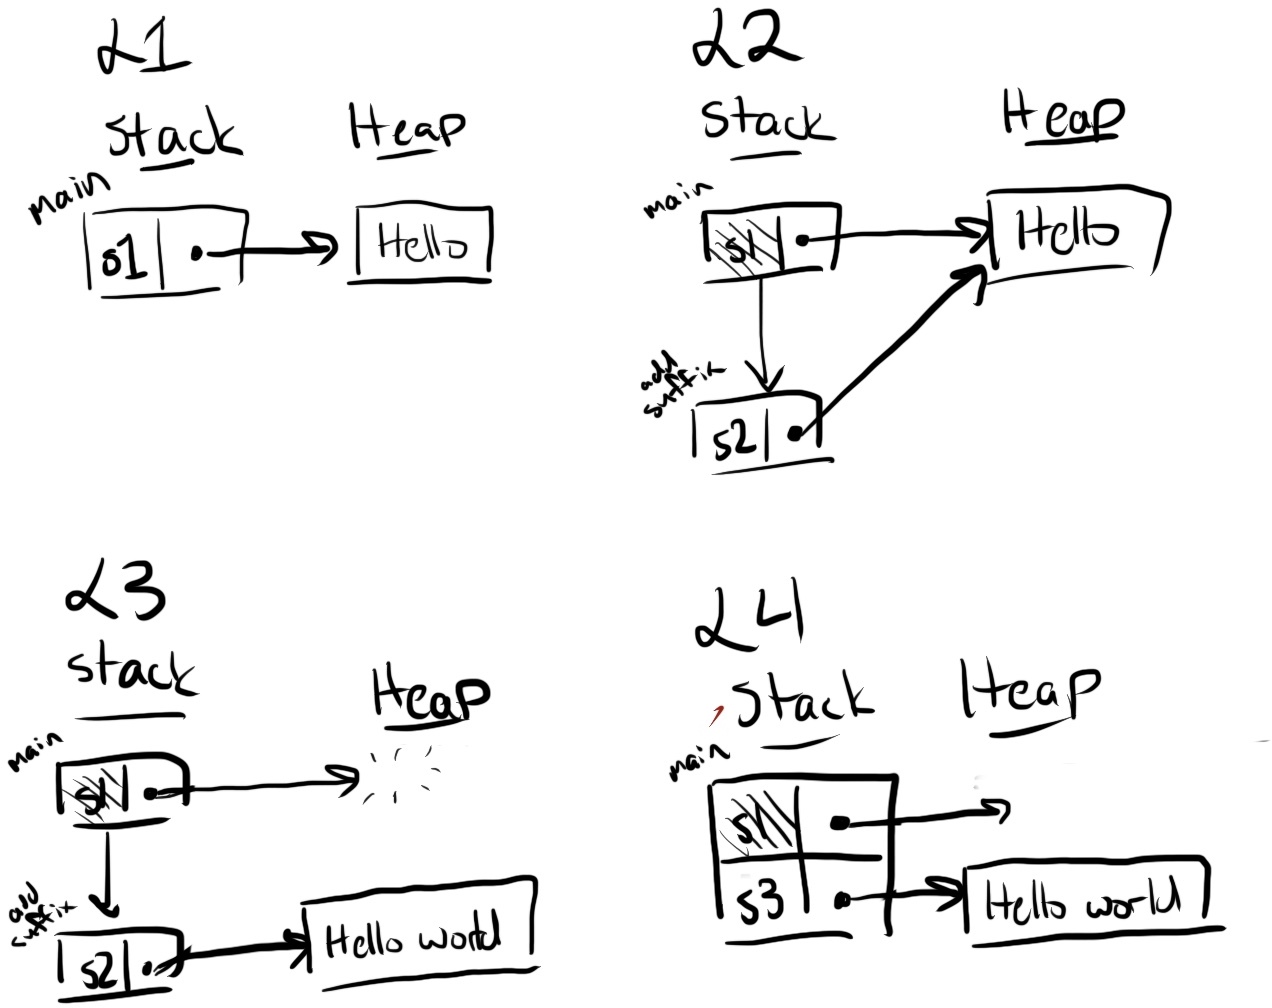 L1
Stack Heap
main
s1 Hello
L2
Stack Heap
main
s1 Hello
add
suffix
s2
L3
Stack Heap
main
s1
add
suffix
s2 Hello world
L4
Stack Heap
main
s1
s3 Hello world